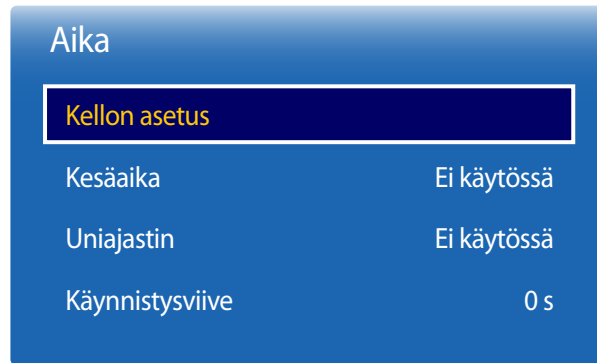 Aika
Kellon asetus
Kesäaika Ei käytössä
Uniajastin Ei käytössä
Käynnistysviive 0 s